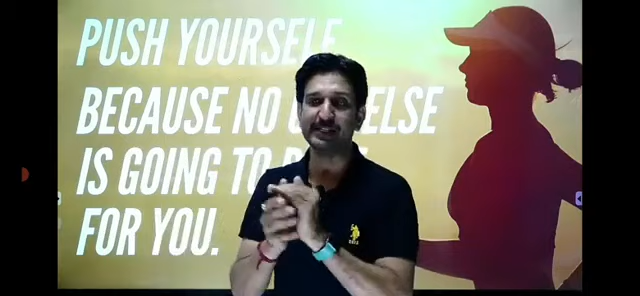 PUSH YOURSELF
BECAUSE NO ELSE
IS GOING TO
FOR YOU.